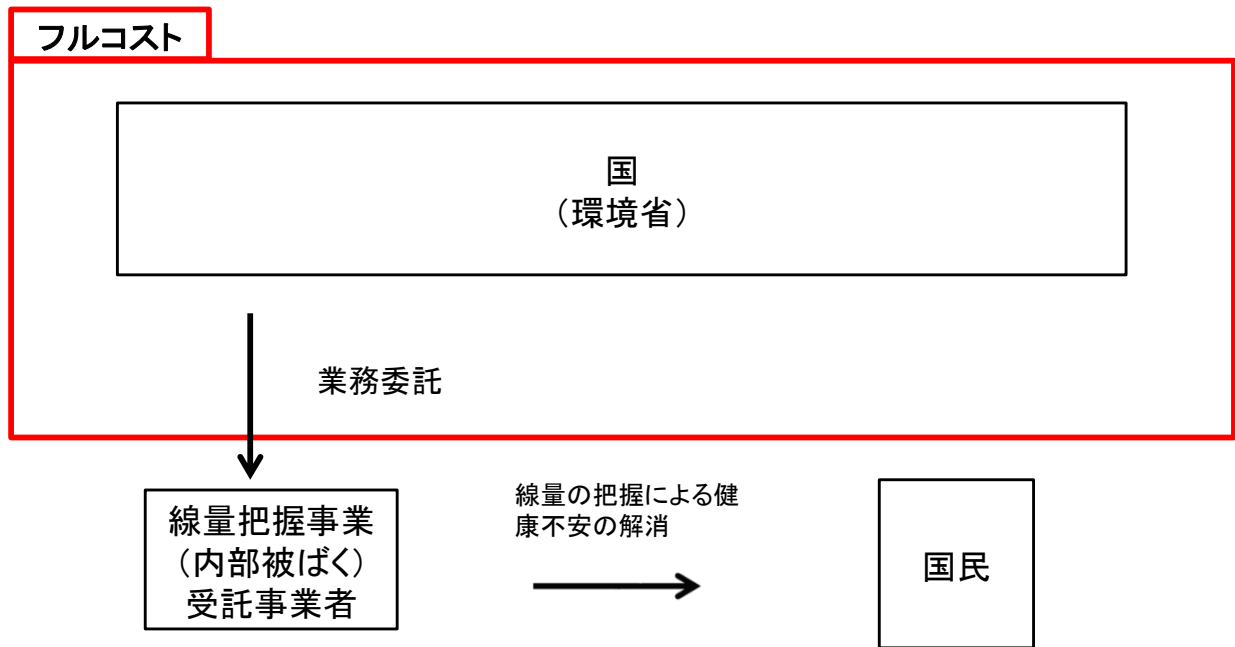 フルコスト
国
（環境省）
業務委託
線量把握事業
（内部被ばく）
受託事業者
線量の把握による健
康不安の解消
国民